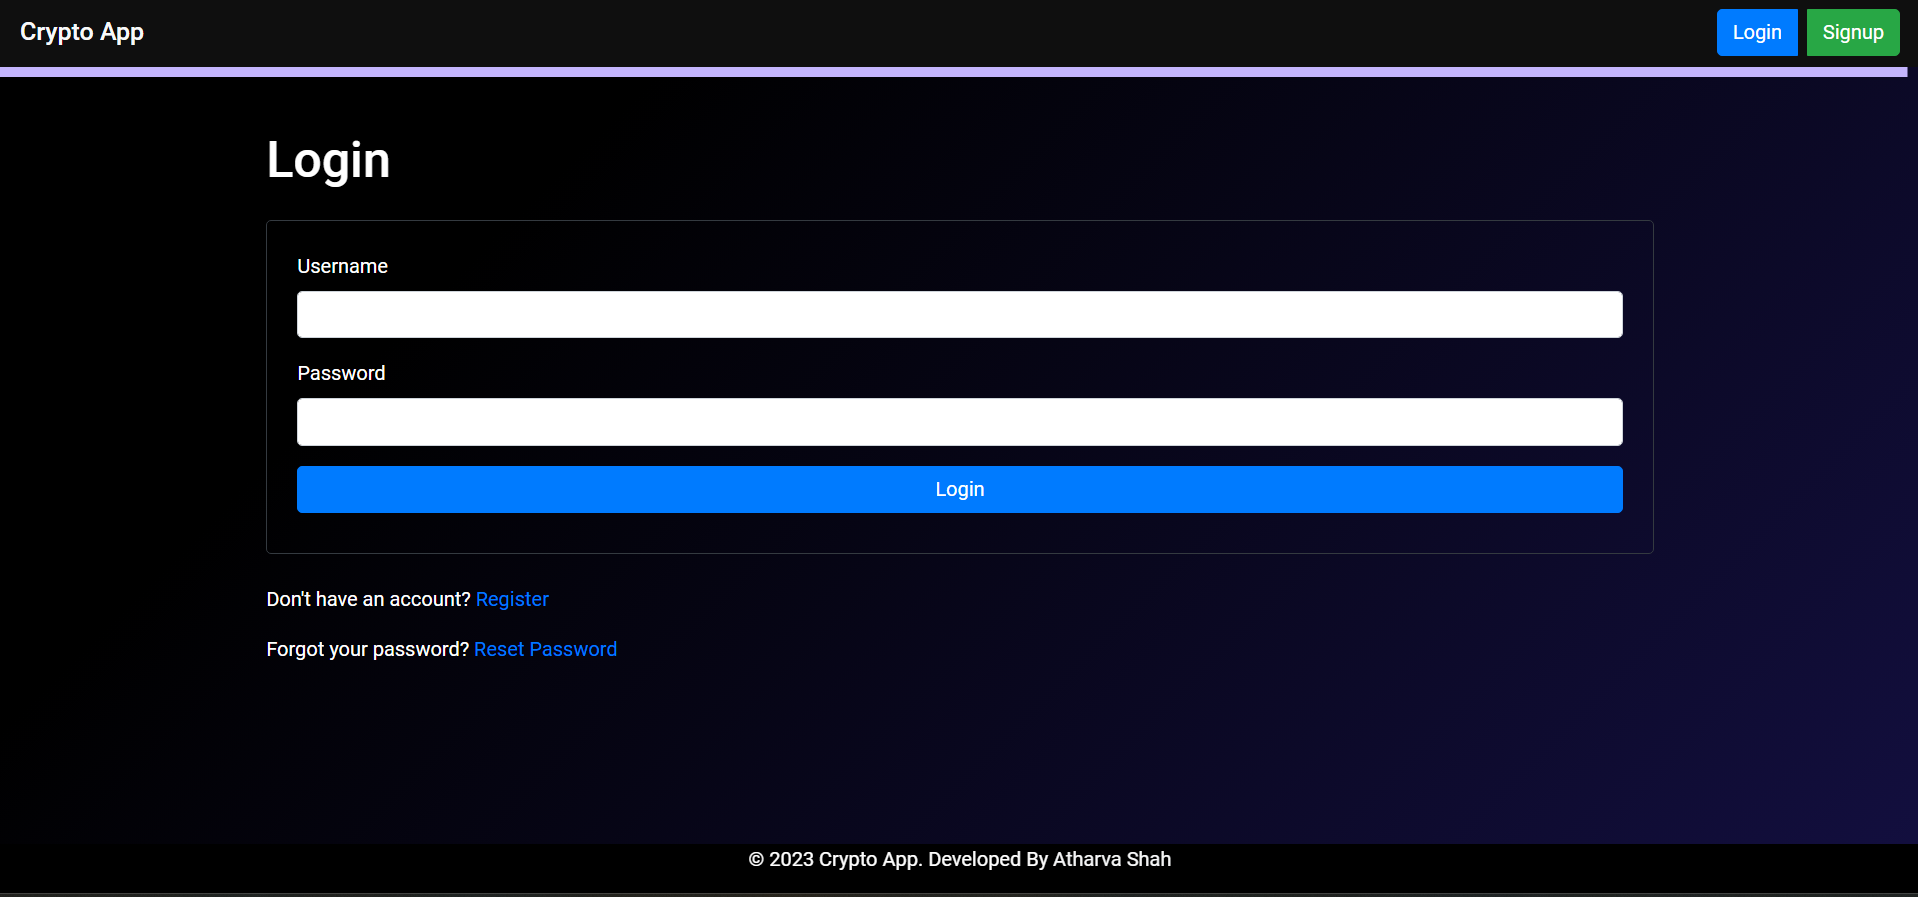 Crypto App
Login
Signup
Login
Username
Password
Login
Don't have an account? Register
Forgot your password? Reset Password
© 2023 Crypto App. Developed By Atharva Shah